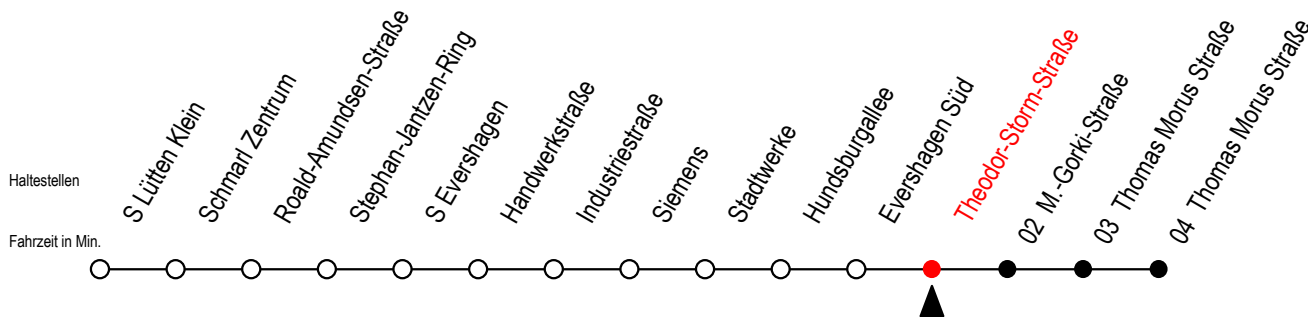 Haltestellen
Fahrzeit in Min.
S Lütten Klein
Schmarl Zentrum
Roald-Amundsen-Straße
Stephan-Jantzen-Ring
S Evershagen
Handwerkstraße
Industriestraße
Siemens
Stadtwerke
Hundsburgallee
Evershagen Süd
Theodor-Storm-Straße
02 M.-Gorki-Straße
03 Thomas Morus Straße
04 Thomas Morus Straße